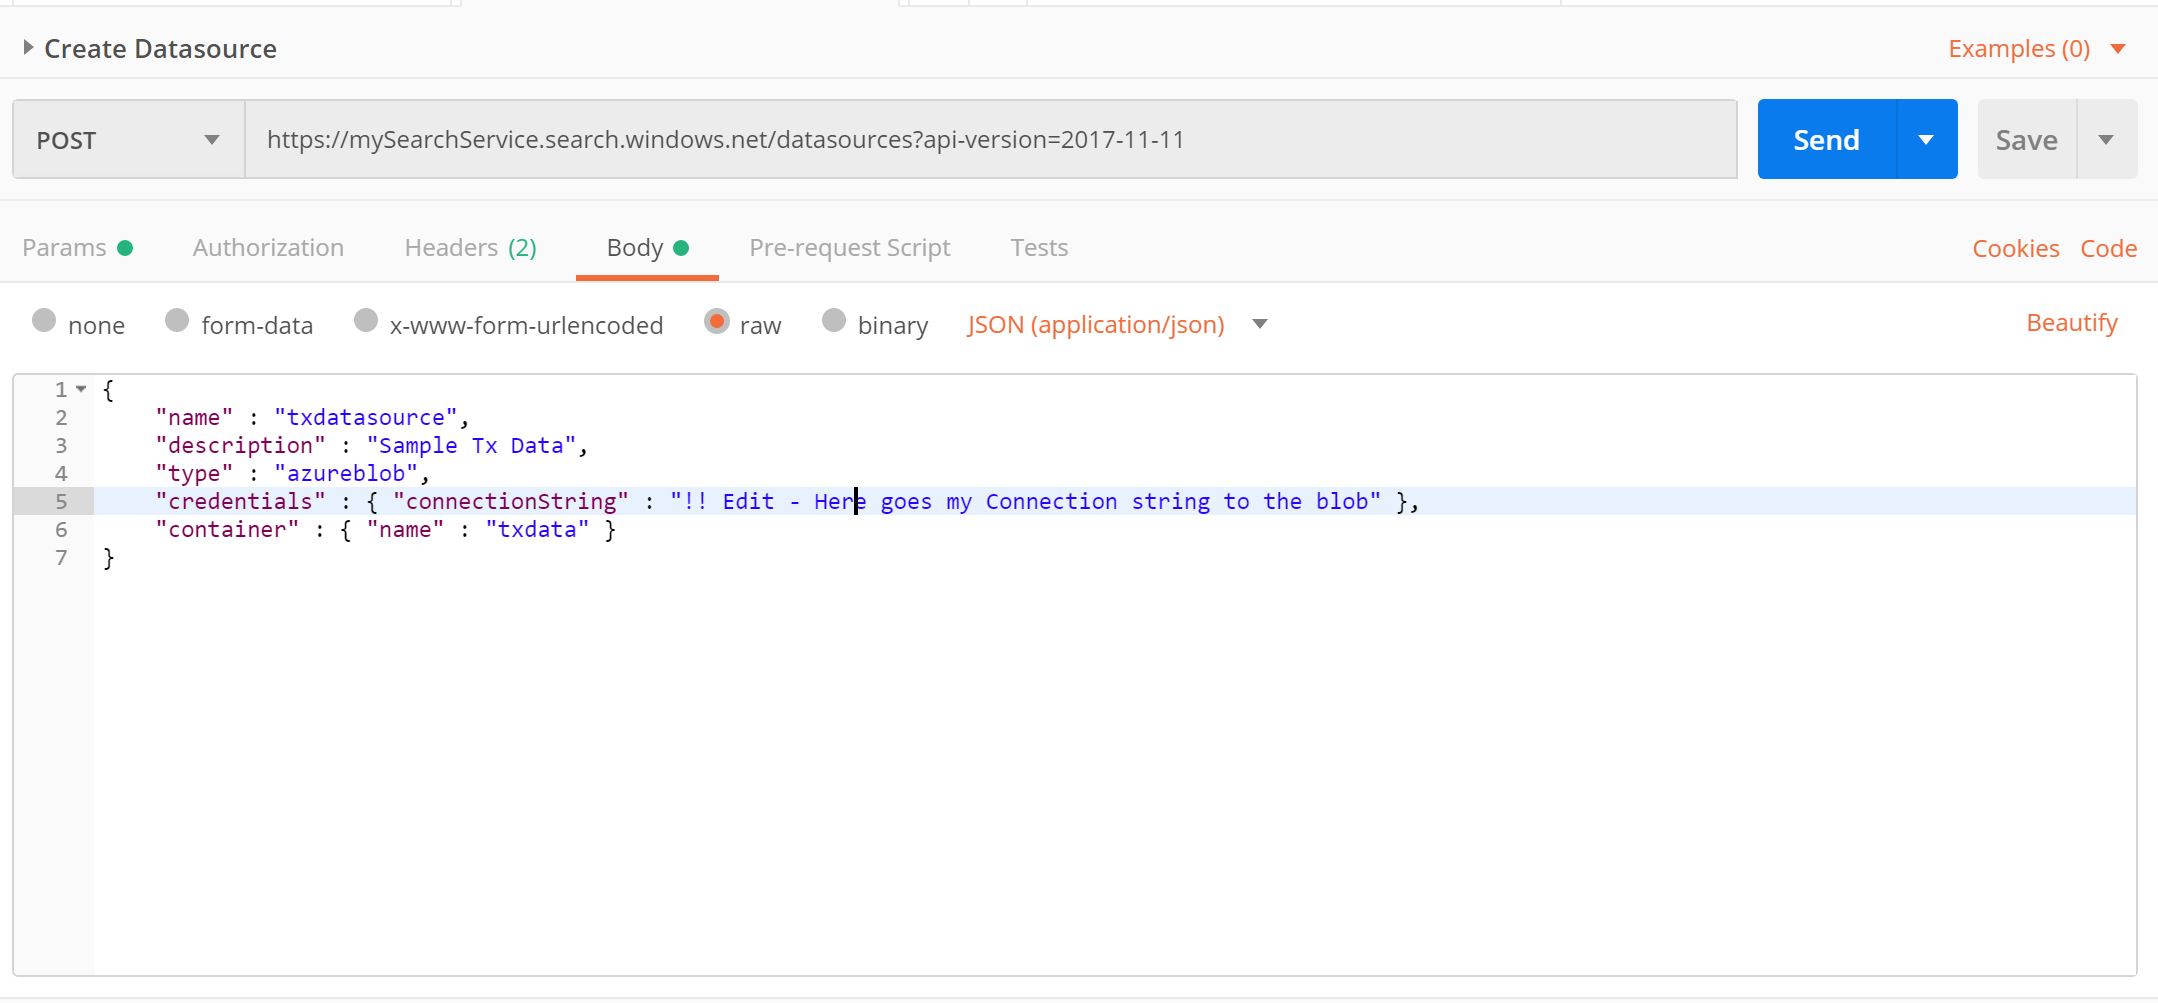 Create Datasource
Examples (0)
POST
https://mySearchService.search.windows.net/datasources?api-version=2017-11-11
Send
Save
Params
Authorization
Headers (2)
Body
Pre-request Script
Tests
Cookies
Code
none
form-data
x-www-form-urlencoded
raw
binary
JSON (application/json)
Beautify
1 {
2 "name" : "txdatasource",
3 "description" : "Sample Tx Data",
4 "type" : "azureblob",
5 "credentials" : { "connectionString" : "!! Edit - Here goes my Connection string to the blob" },
6 "container" : { "name" : "txdata" }
7 }